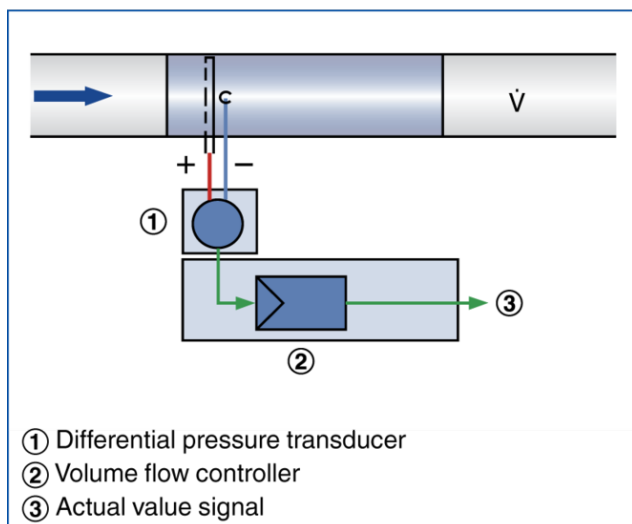 V̇
+ −
①
③
②
① Differential pressure transducer
② Volume flow controller
③ Actual value signal